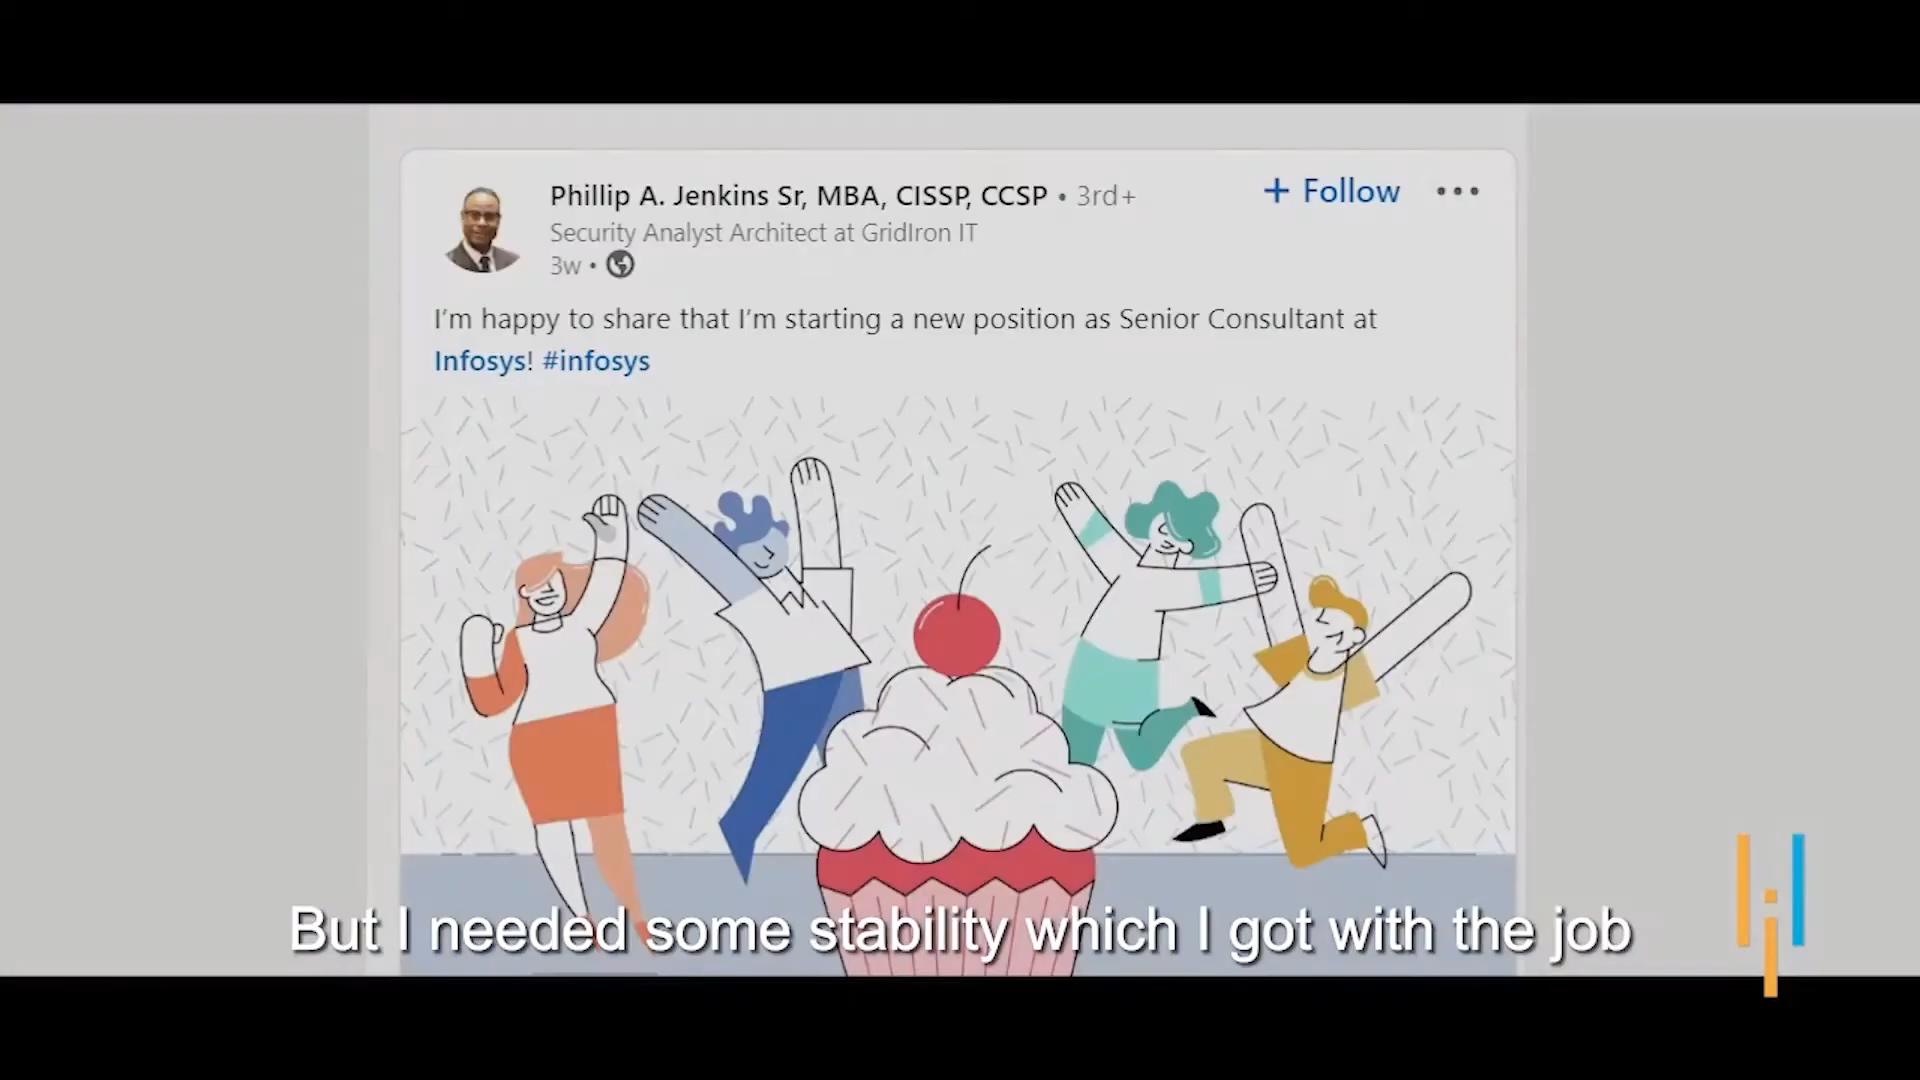 Phillip A. Jenkins Sr, MBA, CISSP, CCSP • 3rd+
+ Follow •••
Security Analyst Architect at GridIron IT
3w •
I'm happy to share that I'm starting a new position as Senior Consultant at
Infosys! #infosys
But I needed some stability which I got with the job